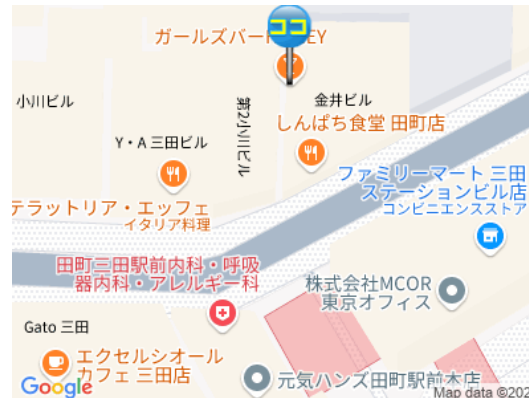 ココ
ガールズバー
EY
小川ビル
第2小川ビル
金井ビル
Y・A 三田ビル
しんぱち食堂 田町店
ファミリーマート 三田
ステーションビル店
コンビニエンスストア
テラットリア・エッフェ
イタリア料理
田町三田駅前内科・呼吸
器内科・アレルギー科
株式会社MCOR
東京オフィス
Gato 三田
エクセルシオール
カフェ 三田店
元気ハンズ田町駅前本店
Google
Map data ©202